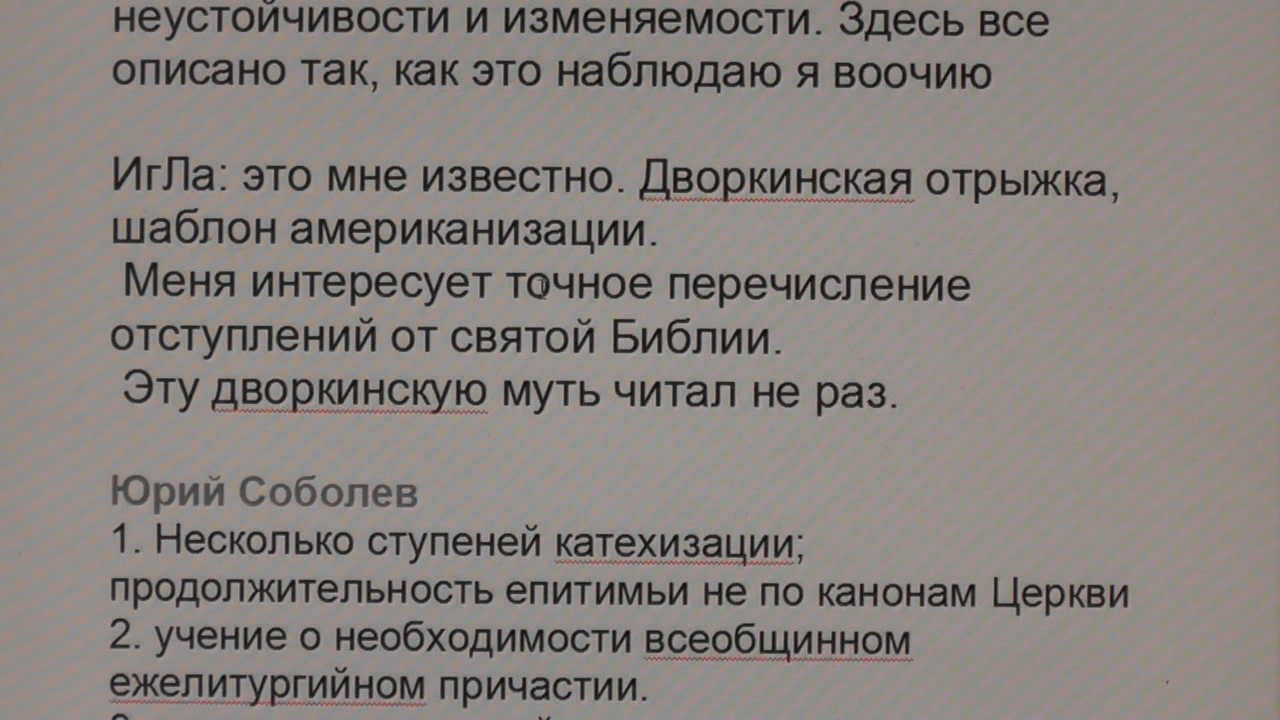 неустойчивости и изменяемости. Здесь все
описано так, как это наблюдаю я воочию
ИгЛа: это мне известно. Дворкинская отрыжка,
шаблон американизации.
Меня интересует точное перечисление
отступлений от святой Библии.
Эту дворкинскую муть читал не раз.
Юрий Соболев
1. Несколько ступеней катехизации;
продолжительность епитимьи не по канонам Церкви
2. учение о необходимости всеобщинном
ежелитургийном причастии.